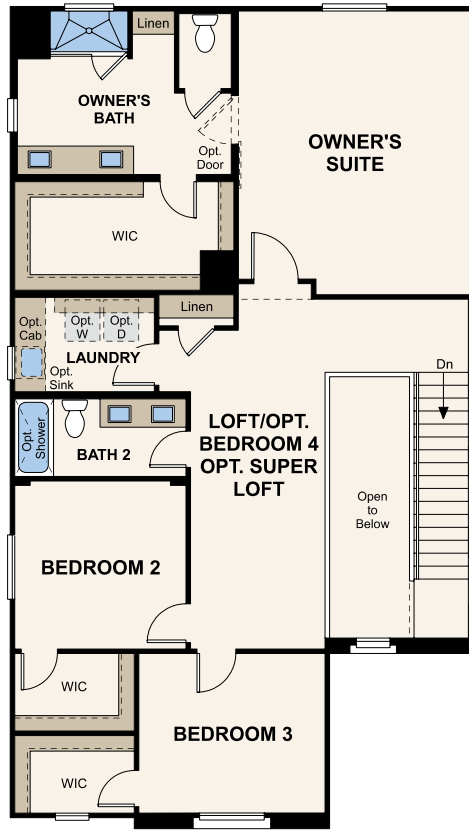 Linen
OWNER'S
BATH
Opt.
Door
OWNER'S
SUITE
WIC
Linen
Opt.
Cab
Opt.
W
Opt.
D
LAUNDRY
Opt.
Sink
Dn
Opt.
Shower
BATH 2
LOFT/OPT.
BEDROOM 4
OPT. SUPER
LOFT
Open
to
Below
BEDROOM 2
WIC
BEDROOM 3
WIC